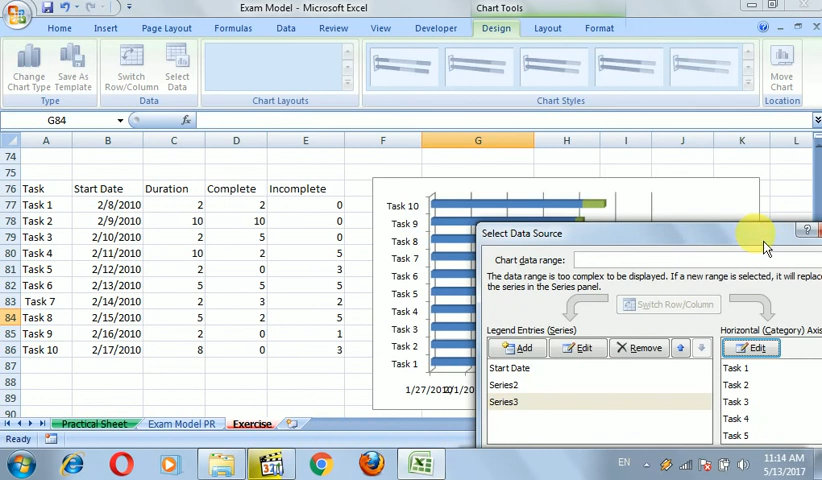 Exam Model - Microsoft Excel
Chart Tools
Home
Insert
Page Layout
Formulas
Data
Review
View
Developer
Design
Layout
Format
Change Chart Type
Save As Template
Switch Row/Column
Select Data
Move Chart
Type
Data
Chart Layouts
Chart Styles
Location
G84
fx
A B C D E F G H I J K L
74
75
76 Task Start Date Duration Complete Incomplete
77 Task 1 2/8/2010 2 2 0
78 Task 2 2/9/2010 10 10 0
79 Task 3 2/10/2010 2 5 0
80 Task 4 2/11/2010 10 2 5
81 Task 5 2/12/2010 2 0 3
82 Task 6 2/13/2010 5 5 5
83 Task 7 2/14/2010 2 3 2
84 Task 8 2/15/2010 5 2 5
85 Task 9 2/16/2010 2 0 1
86 Task 10 2/17/2010 8 0 3
87
88
89
90
Task 10
Task 9
Task 8
Task 7
Task 6
Task 5
Task 4
Task 3
Task 2
Task 1
Select Data Source
?
Chart data range:
The data range is too complex to be displayed. If a new range is selected, it will replace
the series in the Series panel.
Switch Row/Column
Legend Entries (Series)
Horizontal (Category) Axis
Add
Edit
Remove
Edit
Start Date
Series2
Series3
Task 1
Task 2
Task 3
Task 4
Task 5
Practical Sheet
Exam Model PR
Exercise
Ready
321
EN
11:14 AM
5/13/2017